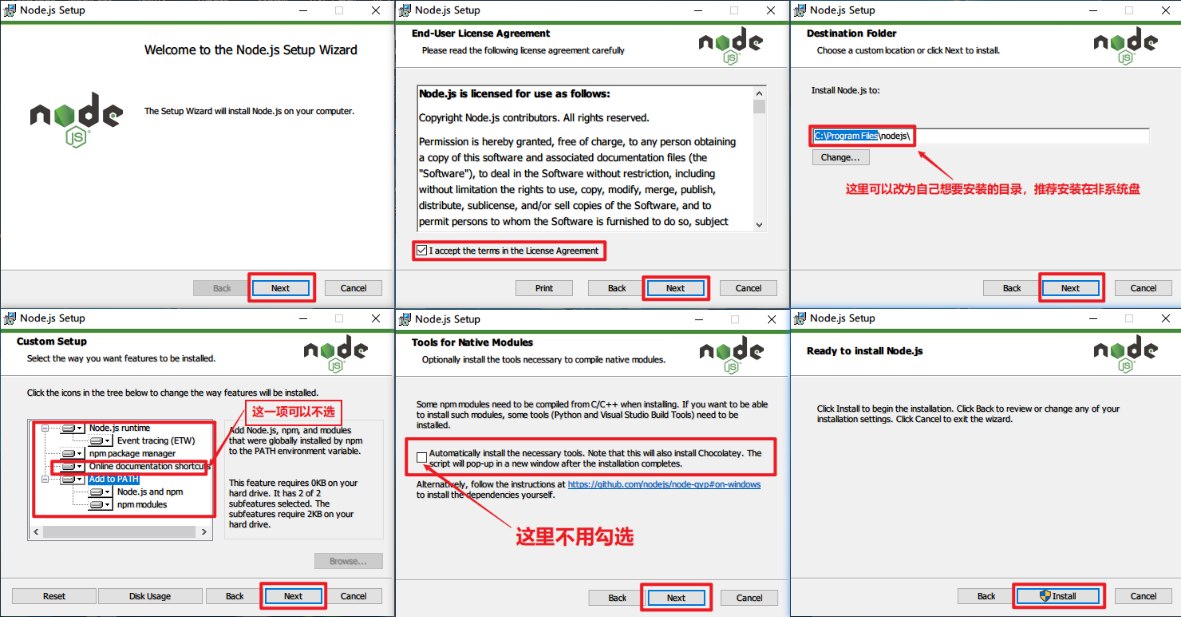 Node.js Setup
Welcome to the Node.js Setup Wizard
node
JS
The Setup Wizard will install Node.js on your computer.
Back
Next
Cancel
Node.js Setup
End-User License Agreement
Please read the following license agreement carefully
node
JS
Node.js is licensed for use as follows:
Copyright Node.js contributors. All rights reserved.
Permission is hereby granted, free of charge, to any person obtaining
a copy of this software and associated documentation files (the
"Software"), to deal in the Software without restriction, including
without limitation the rights to use, copy, modify, merge, publish,
distribute, sublicense, and/or sell copies of the Software, and to
permit persons to whom the Software is furnished to do so, subject
I accept the terms in the License Agreement
Print
Back
Next
Cancel
Node.js Setup
Destination Folder
Choose a custom location or click Next to install.
node
JS
Install Node.js to:
C:\Program Files\nodejs\
Change...
这里可以改为自己想要安装的目录，推荐安装在非系统盘
Back
Next
Cancel
Node.js Setup
Custom Setup
Select the way you want features to be installed.
node
JS
Click the icons in the tree below to change the way features will be installed.
这一项可以不选
Node.js runtime
Event tracing (ETW)
npm package manager
Online documentation shortcuts
Add to PATH
Node.js and npm
npm modules
Add Node.js, npm, and modules
that were globally installed by npm
to the PATH environment variable.
This feature requires 0KB on your
hard drive. It has 2 of 2
subfeatures selected. The
subfeatures require 2KB on your
hard drive.
Browse...
Reset
Disk Usage
Back
Next
Cancel
Node.js Setup
Tools for Native Modules
Optionally install the tools necessary to compile native modules.
node
JS
Some npm modules need to be compiled from C/C++ when installing. If you want to be able
to install such modules, some tools (Python and Visual Studio Build Tools) need to be
installed.
Automatically install the necessary tools. Note that this will also install Chocolatey. The
script will pop-up in a new window after the installation completes.
Alternatively, follow the instructions at https://github.com/nodejs/node-gyp#on-windows
to install the dependencies yourself.
这里不用勾选
Back
Next
Cancel
Node.js Setup
Ready to install Node.js
node
JS
Click Install to begin the installation. Click Back to review or change any of your
installation settings. Click Cancel to exit the wizard.
Back
Install
Cancel